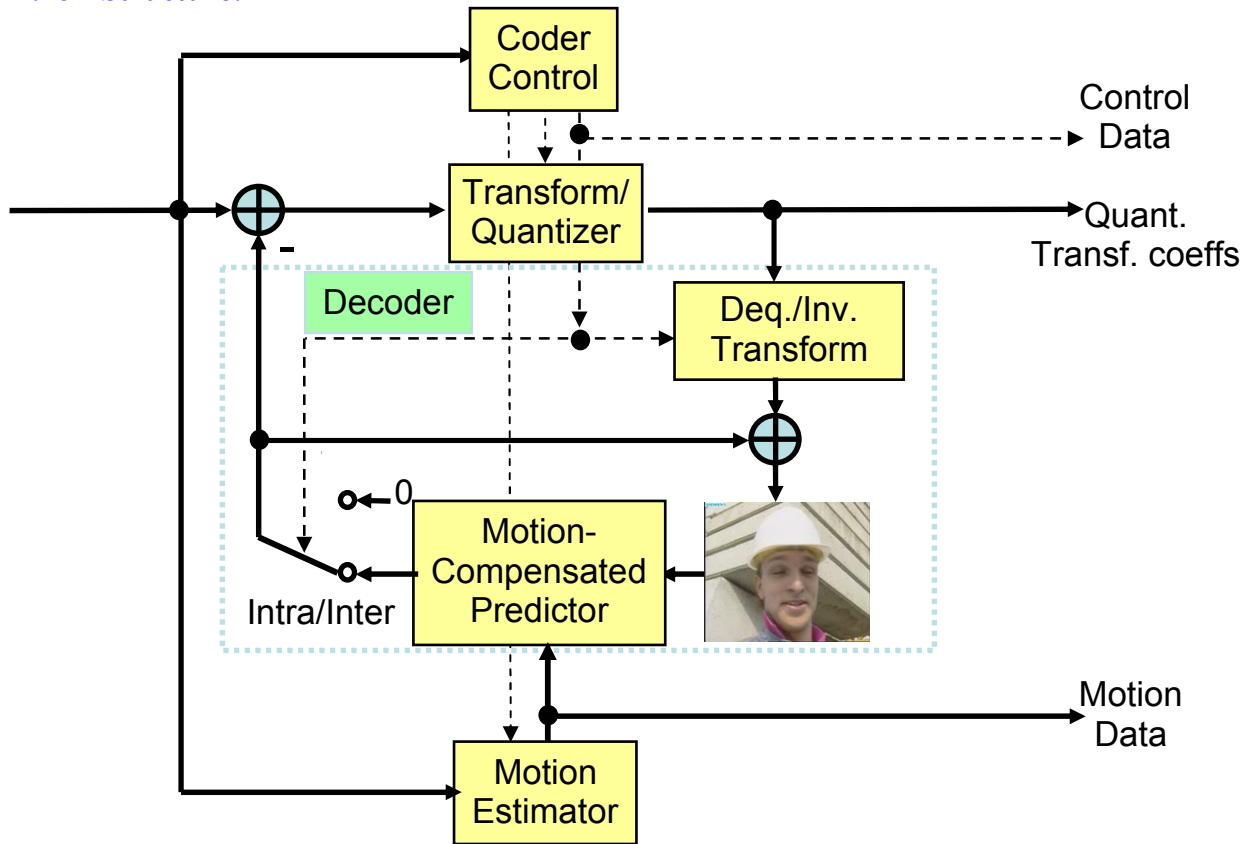 Coder
Control
Control
Data
Transform/
Quantizer
Quant.
Transf. coeffs
-
Decoder
Deq./Inv.
Transform
0
Motion-
Compensated
Predictor
Intra/Inter
Motion
Data
Motion
Estimator